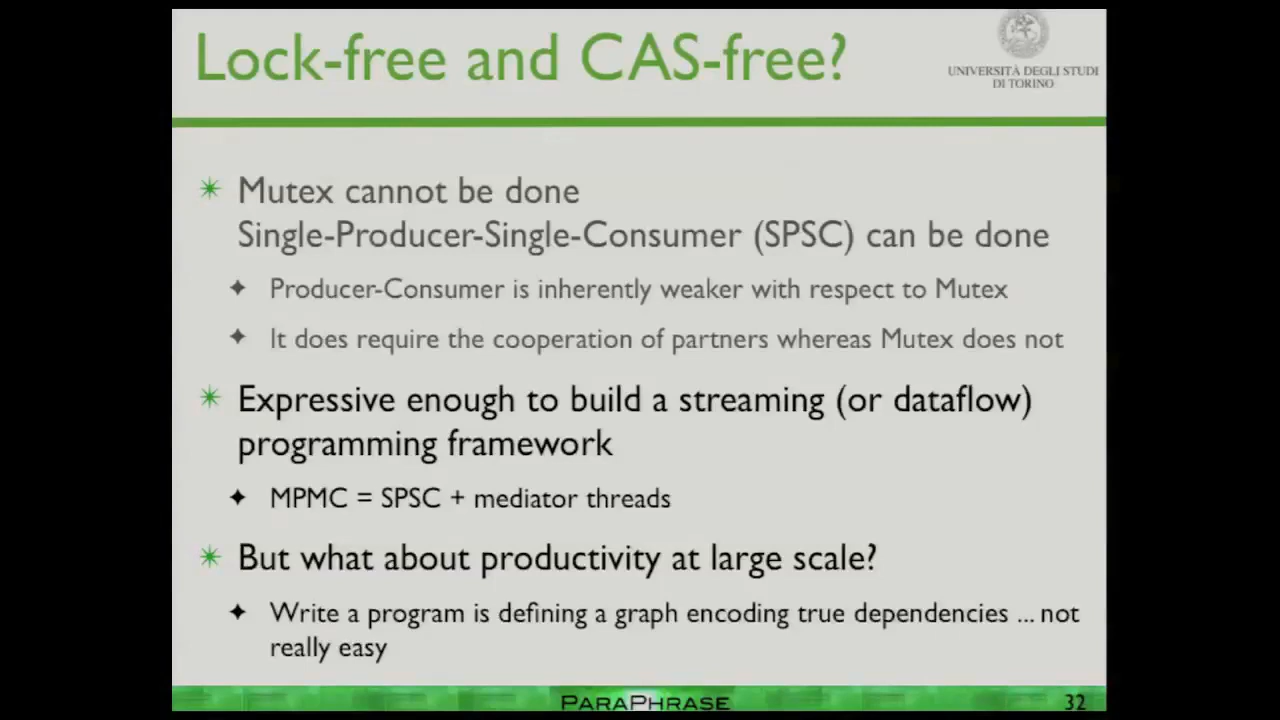 Lock-free and CAS-free?
UNIVERSITÀ DEGLI STUDI
DI TORINO
Mutex cannot be done
Single-Producer-Single-Consumer (SPSC) can be done
Producer-Consumer is inherently weaker with respect to Mutex
It does require the cooperation of partners whereas Mutex does not
Expressive enough to build a streaming (or dataflow)
programming framework
MPMC = SPSC + mediator threads
But what about productivity at large scale?
Write a program is defining a graph encoding true dependencies ... not
really easy
PARAPHRASE
32